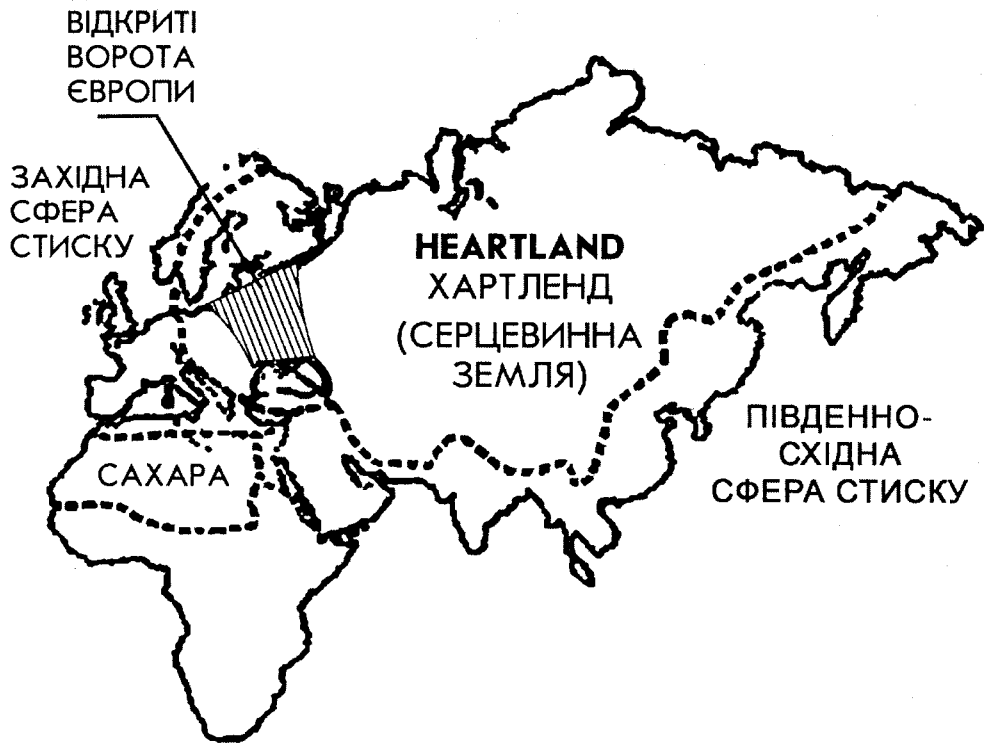 ВІДКРИТІ
ВОРОТА
ЄВРОПИ
ЗАХІДНА
СФЕРА
СТИСКУ
HEARTLAND
ХАРТЛЕНД
(СЕРЦЕВИННА
ЗЕМЛЯ)
ПІВДЕННО-
СХІДНА
СФЕРА СТИСКУ
САХАРА